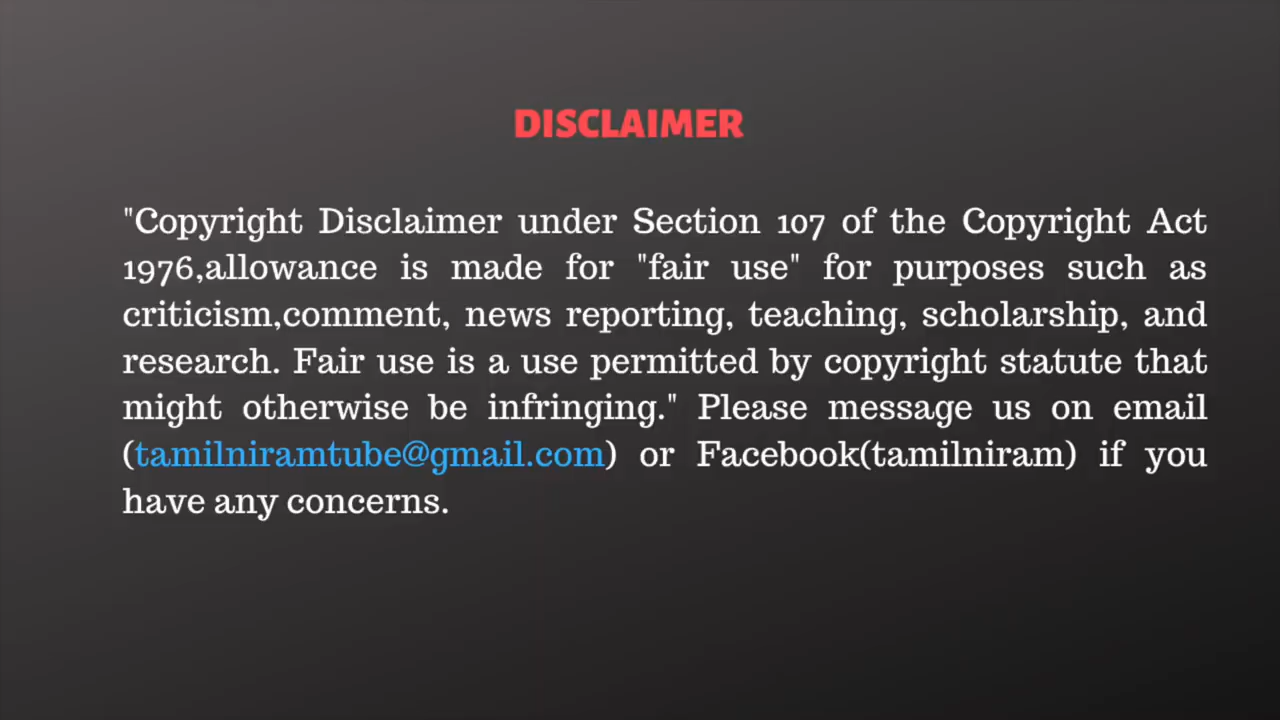 DISCLAIMER
"Copyright Disclaimer under Section 107 of the Copyright Act
1976,allowance is made for "fair use" for purposes such as
criticism,comment, news reporting, teaching, scholarship, and
research. Fair use is a use permitted by copyright statute that
might otherwise be infringing." Please message us on email
(tamilniramtube@gmail.com) or Facebook(tamilniram) if you
have any concerns.